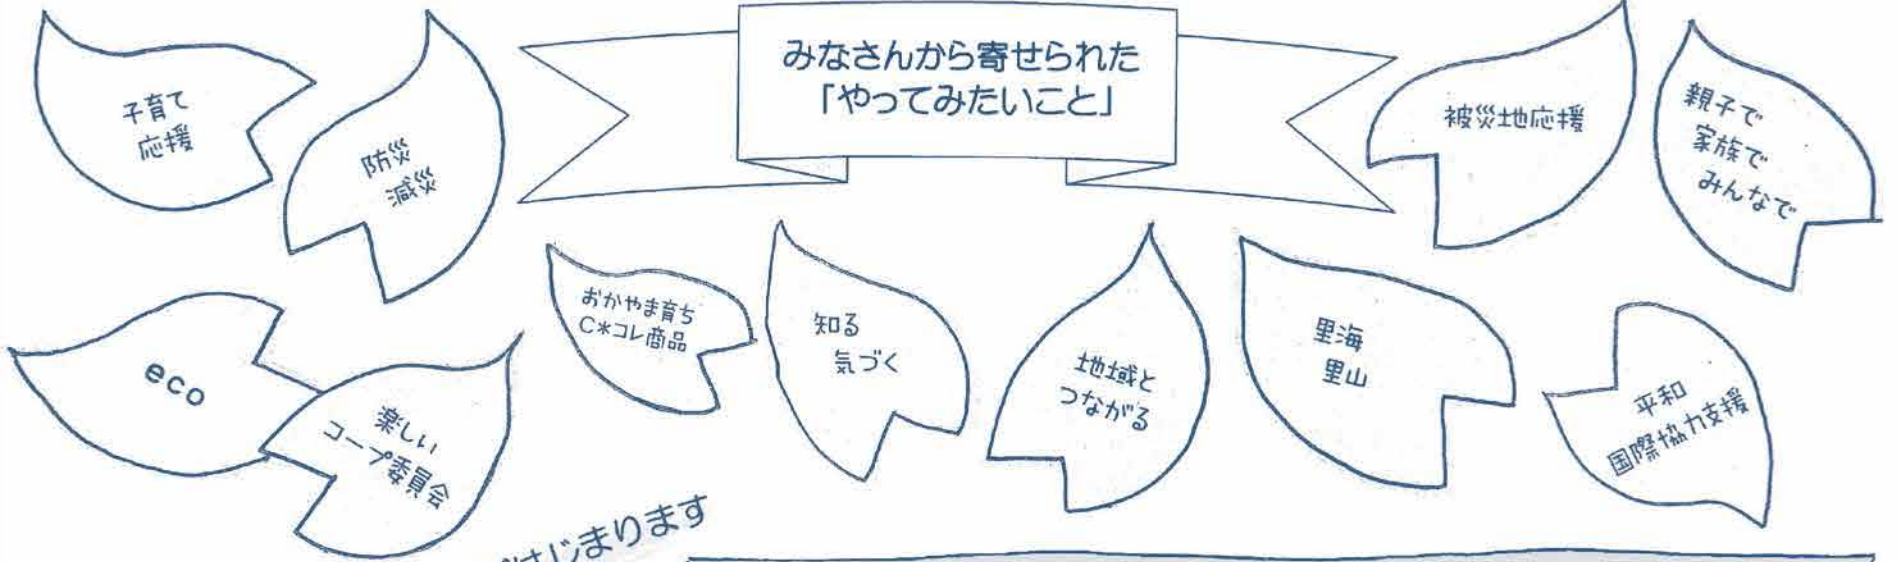 みなさんから寄せられた
「やってみたいこと」
子育て
応援
防災
減災
被災地応援
親子で
家族で
みんなで
eco
楽しい
コープ委員会
おかやま育ち
C*コレ商品
知る
気づく
地域と
つながる
里海
里山
平和
国際協力支援
はじまります